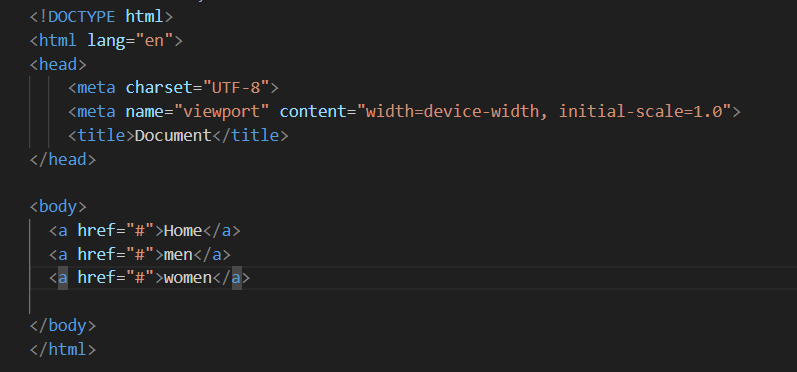 <!DOCTYPE html>
<html lang="en">
<head>
    <meta charset="UTF-8">
    <meta name="viewport" content="width=device-width, initial-scale=1.0">
    <title>Document</title>
</head>

<body>
  <a href="#">Home</a>
  <a href="#">men</a>
  <a href="#">women</a>

</body>
</html>